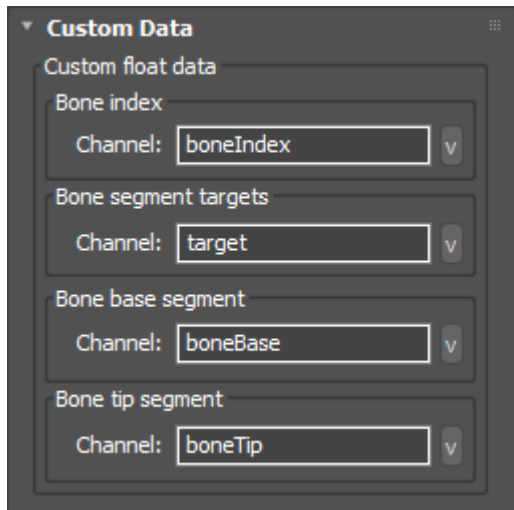 Custom Data
Custom float data
Bone index
Channel: boneIndex v
Bone segment targets
Channel: target v
Bone base segment
Channel: boneBase v
Bone tip segment
Channel: boneTip v